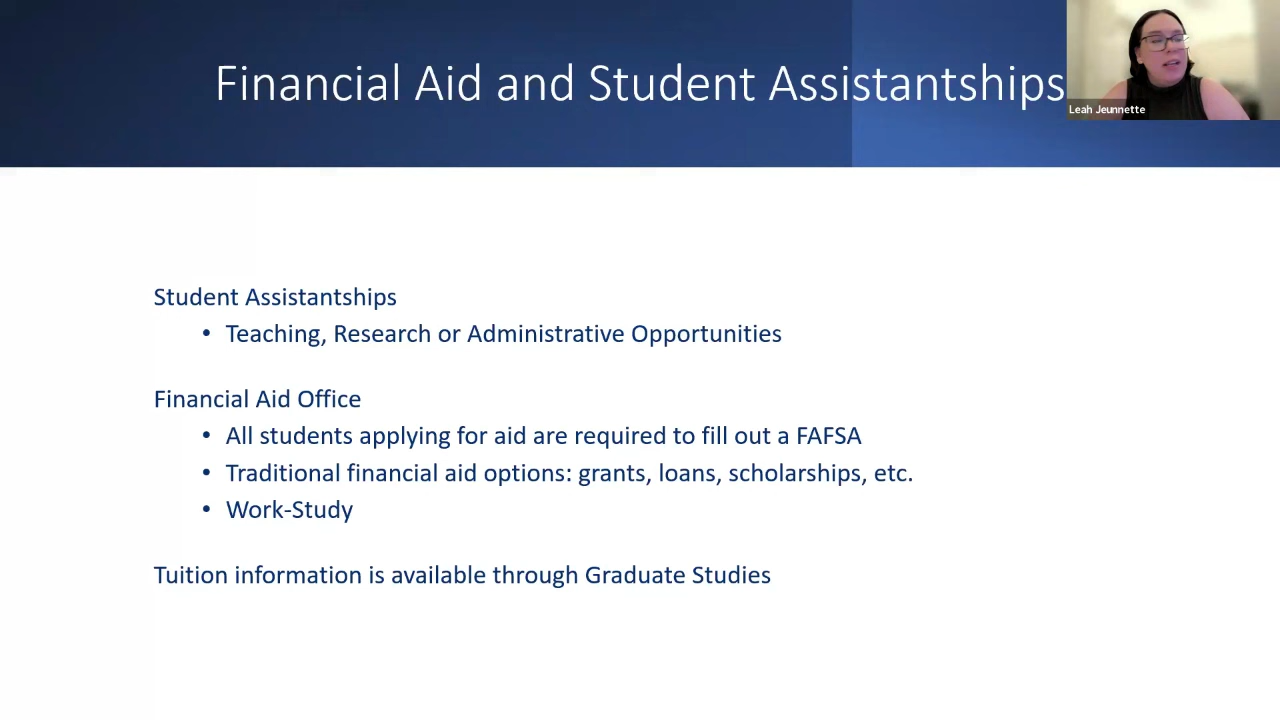 Financial Aid and Student Assistantships
Leah Jeunnette
Student Assistantships
• Teaching, Research or Administrative Opportunities
Financial Aid Office
• All students applying for aid are required to fill out a FAFSA
• Traditional financial aid options: grants, loans, scholarships, etc.
• Work-Study
Tuition information is available through Graduate Studies